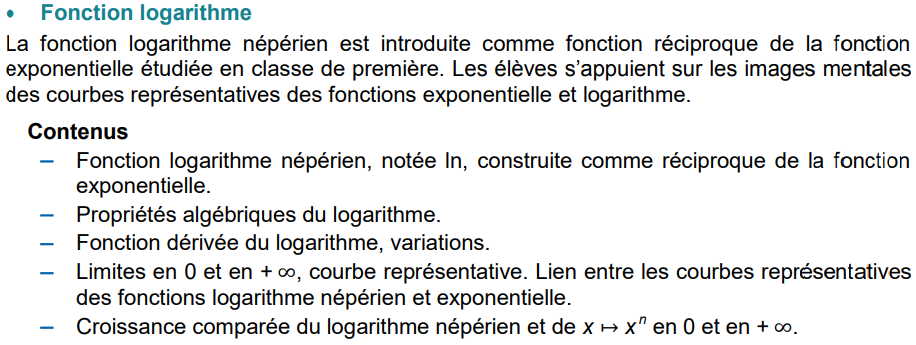 • Fonction logarithme
La fonction logarithme népérien est introduite comme fonction réciproque de la fonction
exponentielle étudiée en classe de première. Les élèves s’appuient sur les images mentales
des courbes représentatives des fonctions exponentielle et logarithme.
Contenus
– Fonction logarithme népérien, notée ln, construite comme réciproque de la fonction
exponentielle.
– Propriétés algébriques du logarithme.
– Fonction dérivée du logarithme, variations.
– Limites en 0 et en + ∞, courbe représentative. Lien entre les courbes représentatives
des fonctions logarithme népérien et exponentielle.
– Croissance comparée du logarithme népérien et de x ↦ xⁿ en 0 et en + ∞.